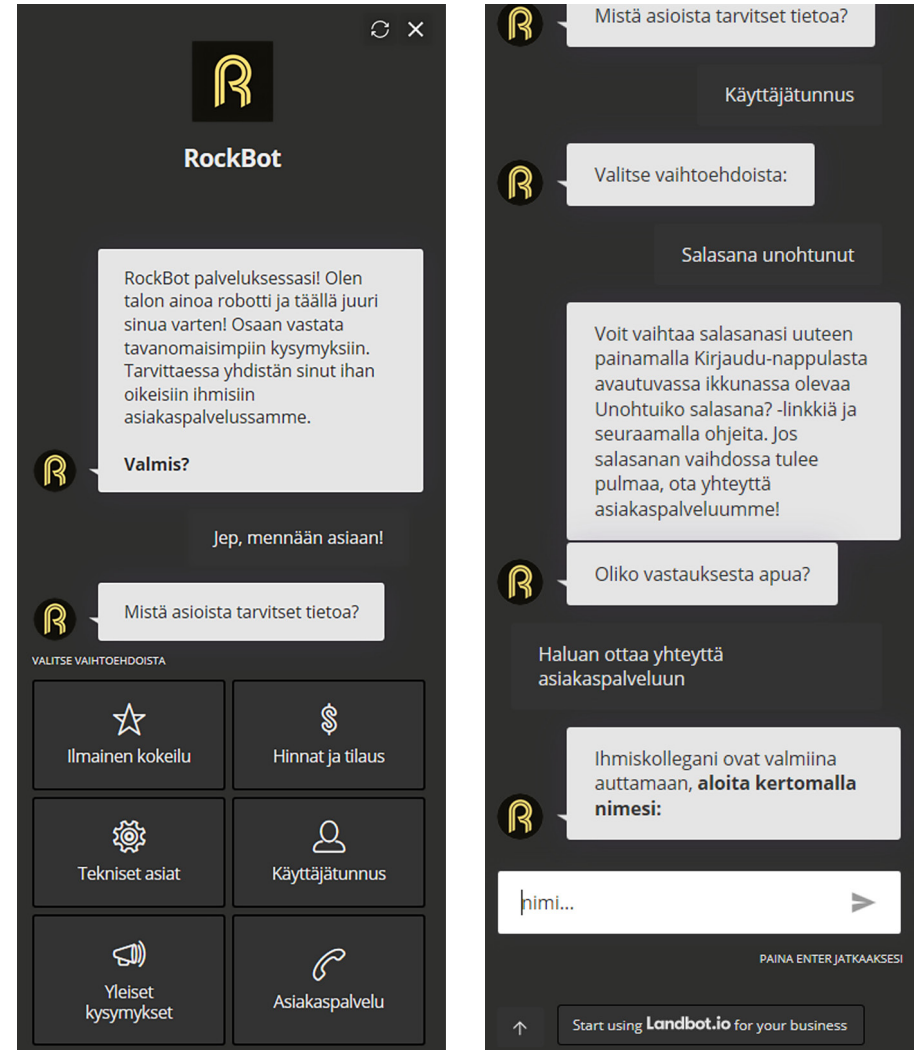 RockBot
RockBot palveluksessasi! Olen
talon ainoa robotti ja täällä juuri
sinua varten! Osaan vastata
tavanomaisimpiin kysymyksiin.
Tarvittaessa yhdistän sinut ihan
oikeisiin ihmisiin
asiakaspalvelussamme.
Valmis?
Jep, mennään asiaan!
Mistä asioista tarvitset tietoa?
VALITSE VAIHTOEHDOISTA
Ilmainen kokeilu
Hinnat ja tilaus
Tekniset asiat
Käyttäjätunnus
Yleiset
kysymykset
Asiakaspalvelu
Mistä asioista tarvitset tietoa?
Käyttäjätunnus
Valitse vaihtoehdoista:
Salasana unohtunut
Voit vaihtaa salasanasi uuteen
painamalla Kirjaudu-nappulasta
avautuvassa ikkunassa olevaa
Unohtuiko salasana? -linkkiä ja
seuraamalla ohjeita. Jos
salasanan vaihdossa tulee
pulmaa, ota yhteyttä
asiakaspalveluumme!
Oliko vastauksesta apua?
Haluan ottaa yhteyttä
asiakaspalveluun
Ihmiskollegani ovat valmiina
auttamaan, aloita kertomalla
nimesi:
nimi...
PAINA ENTER JATKAAKSESI
Start using Landbot.io for your business